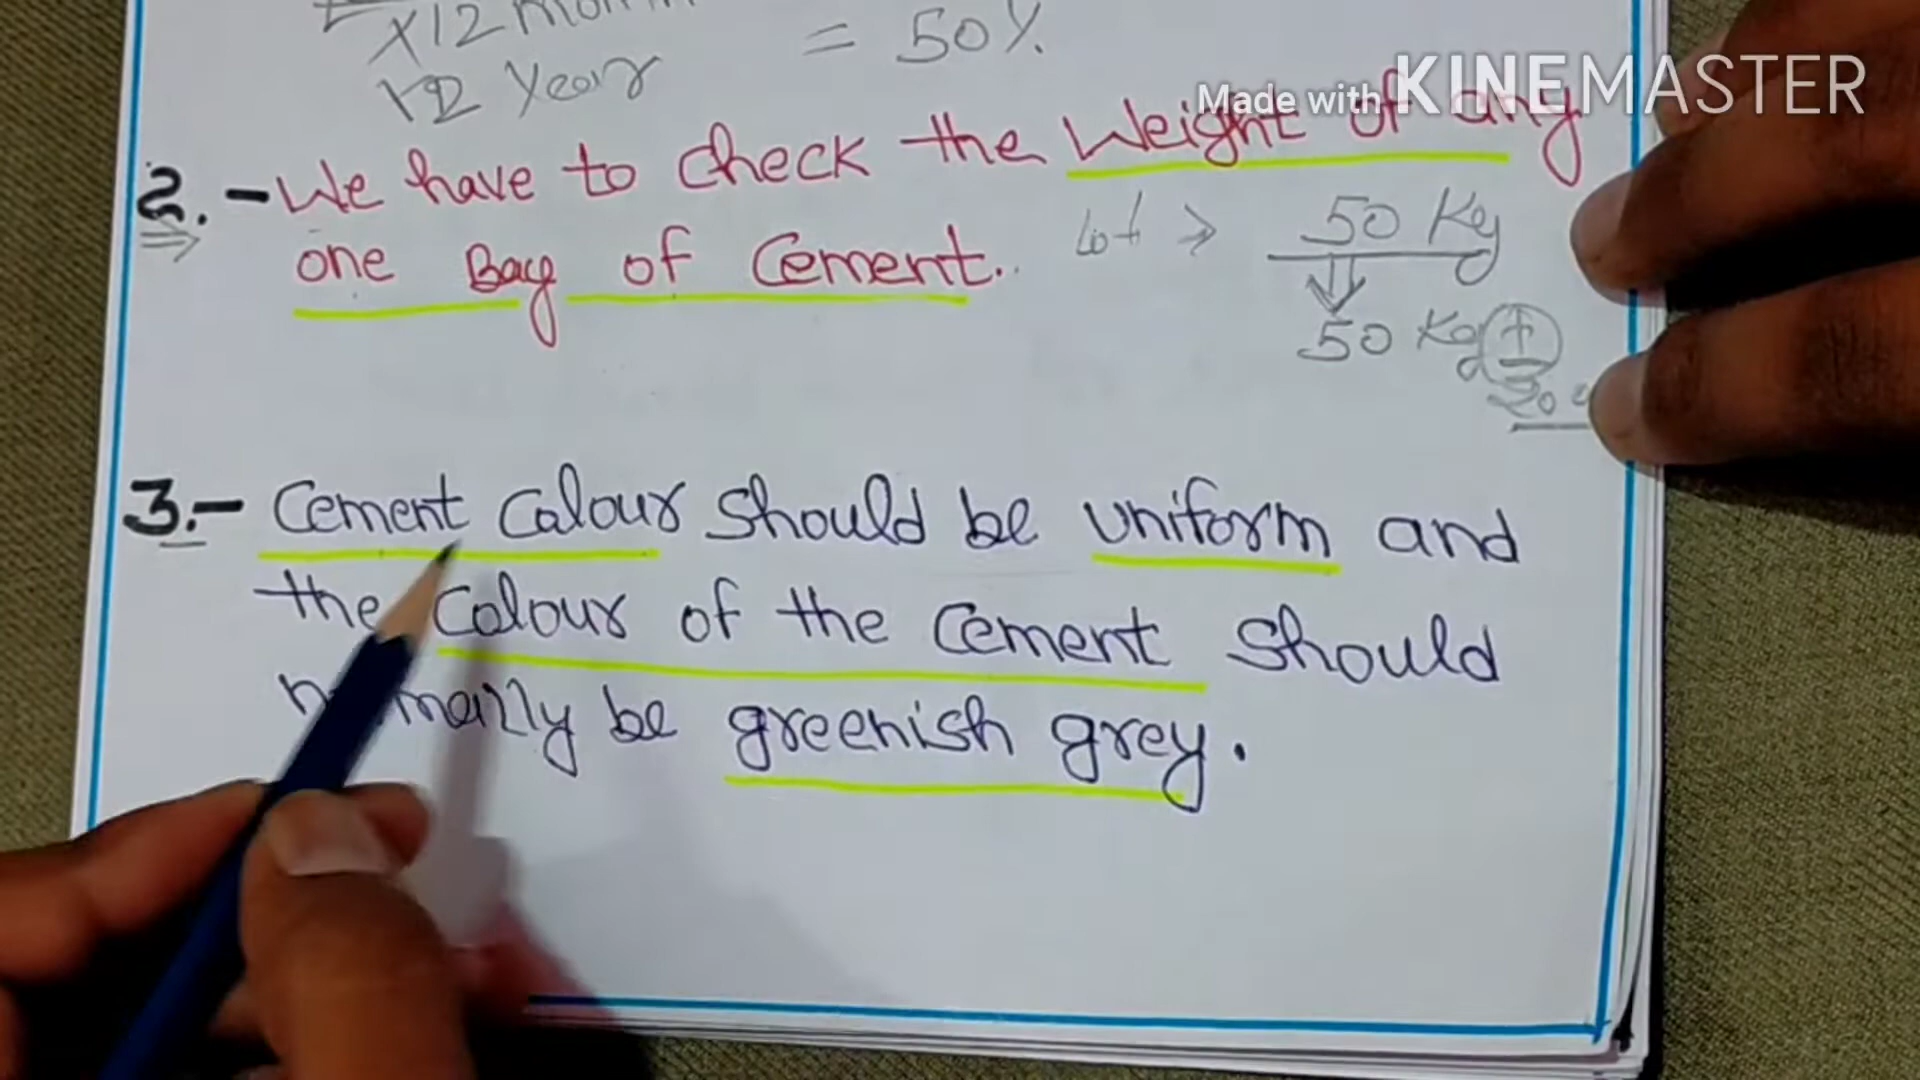 ×12 Mon
12 Year = 50%
Made with KINEMASTER
2. - We have to check the Weight of any
one Bag of Cement.
Lot > 50 Kg
50 Kg ±
3.- Cement Colour should be uniform and
the Colour of the Cement should
be greenish grey.